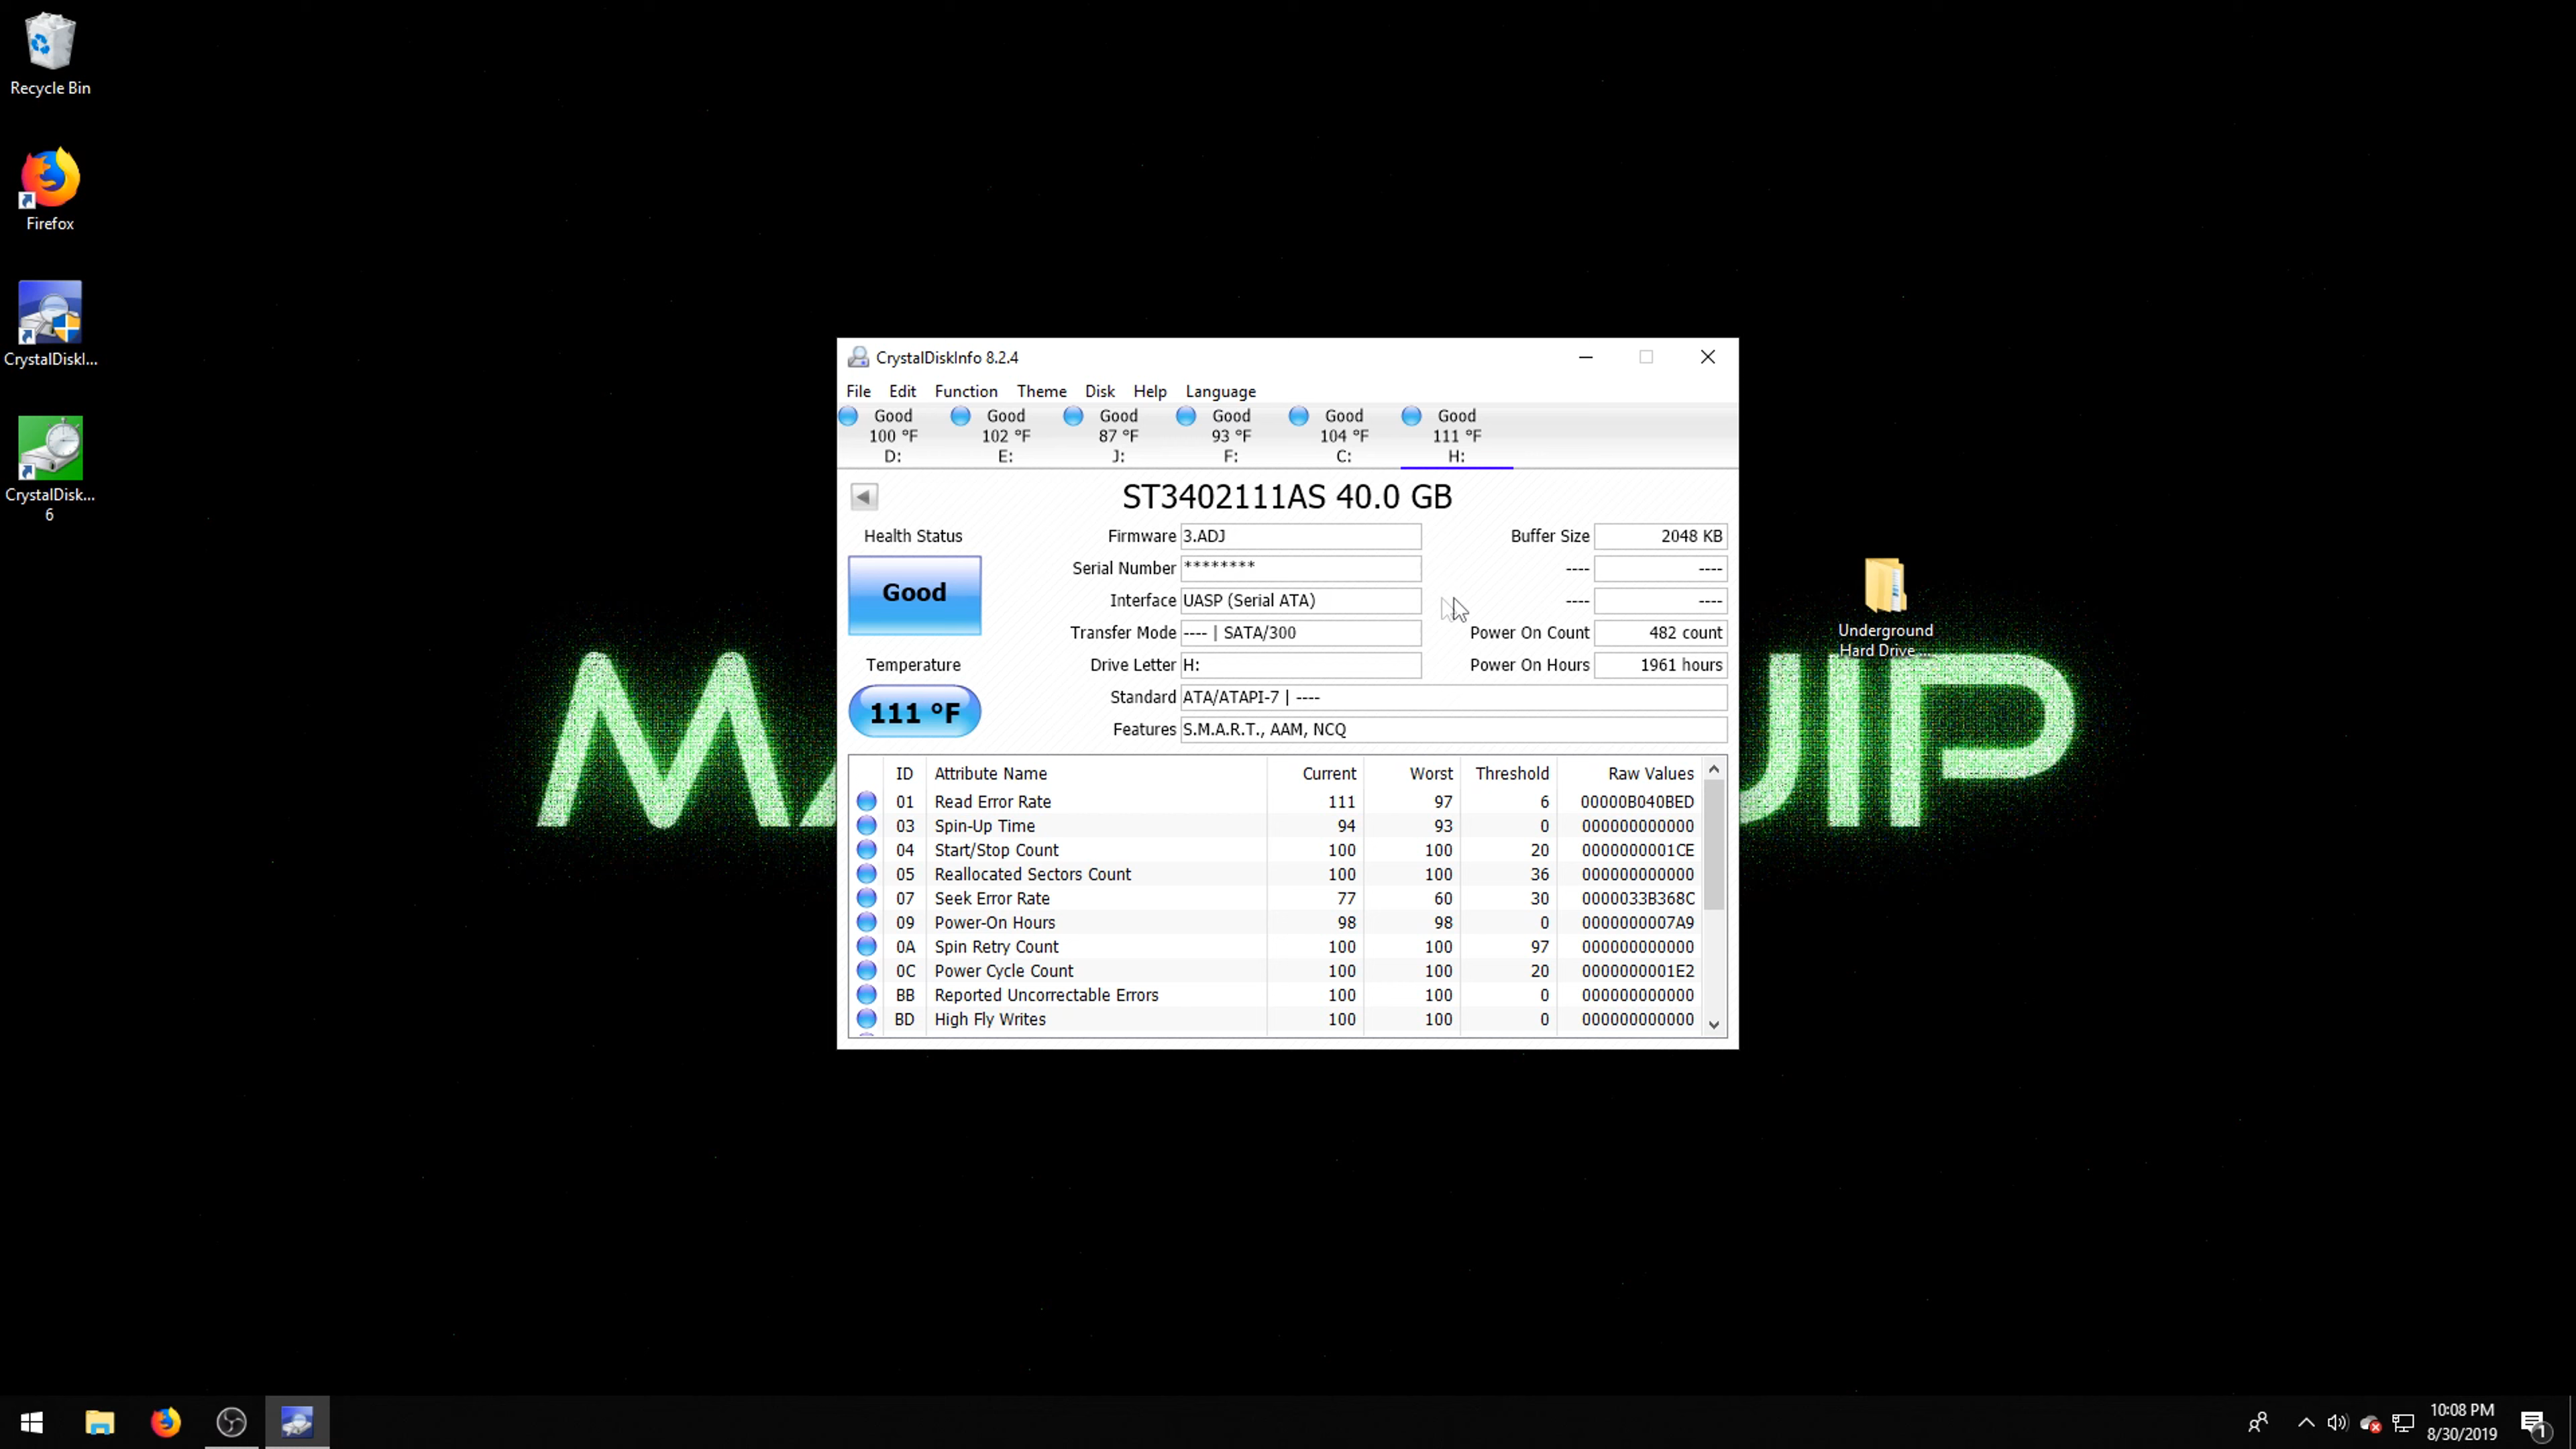 Recycle Bin
Firefox
CrystalDiskI...
CrystalDisk...
6
CrystalDiskInfo 8.2.4
File Edit Function Theme Disk Help Language
Good Good Good Good Good Good
100 °F 102 °F 87 °F 93 °F 104 °F 111 °F
D: E: J: F: C: H:
ST3402111AS 40.0 GB
Health Status
Good
Temperature
111 °F
Firmware 3.ADJ
Serial Number ********
Interface UASP (Serial ATA)
Transfer Mode ---- | SATA/300
Drive Letter H:
Standard ATA/ATAPI-7 | ----
Features S.M.A.R.T., AAM, NCQ
Buffer Size 2048 KB
---- ----
---- ----
Power On Count 482 count
Power On Hours 1961 hours
ID Attribute Name Current Worst Threshold Raw Values
01 Read Error Rate 111 97 6 00000B040BED
03 Spin-Up Time 94 93 0 000000000000
04 Start/Stop Count 100 100 20 0000000001CE
05 Reallocated Sectors Count 100 100 36 000000000000
07 Seek Error Rate 77 60 30 0000033B368C
09 Power-On Hours 98 98 0 0000000007A9
0A Spin Retry Count 100 100 97 000000000000
0C Power Cycle Count 100 100 20 0000000001E2
BB Reported Uncorrectable Errors 100 100 0 000000000000
BD High Fly Writes 100 100 0 000000000000
Underground
Hard Drive ...
10:08 PM
8/30/2019
1